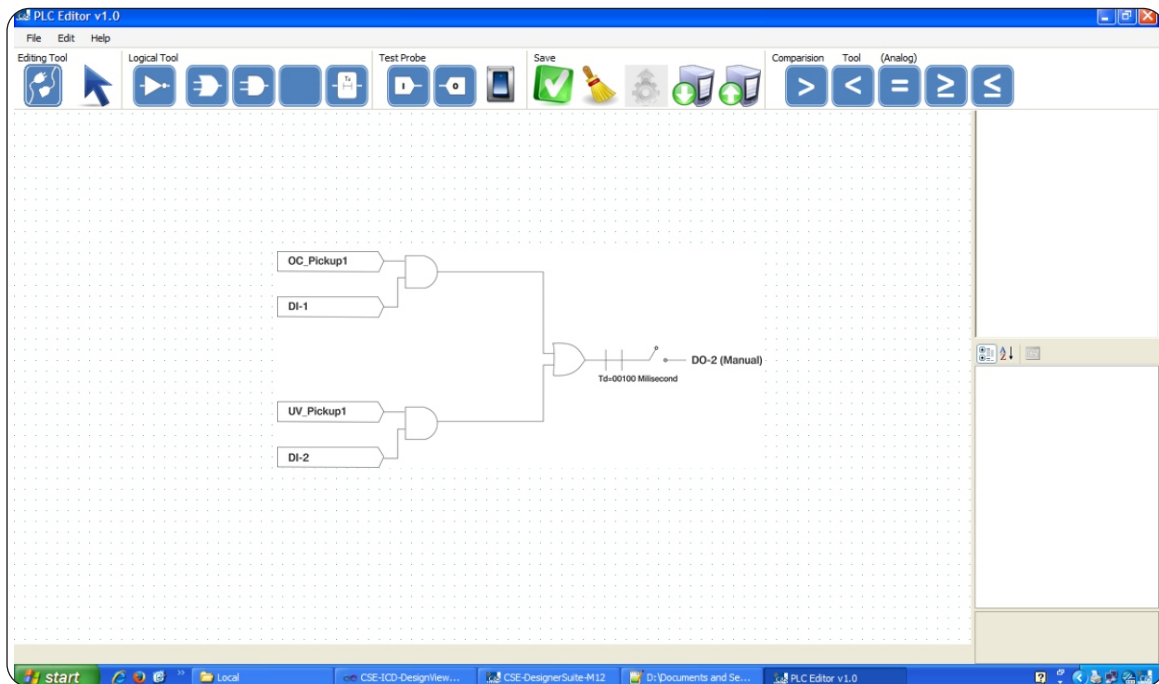 PLC Editor v1.0
File Edit Help
Editing Tool Logical Tool Test Probe Save Comparision Tool (Analog)
Td I O > < = ≥ ≤
OC_Pickup1
DI-1
DO-2 (Manual)
Td=00100 Milisecond
UV_Pickup1
DI-2
start Local CSE-ICD-DesignView... CSE-DesignerSuite-M12 D:\Documents and Se... PLC Editor v1.0